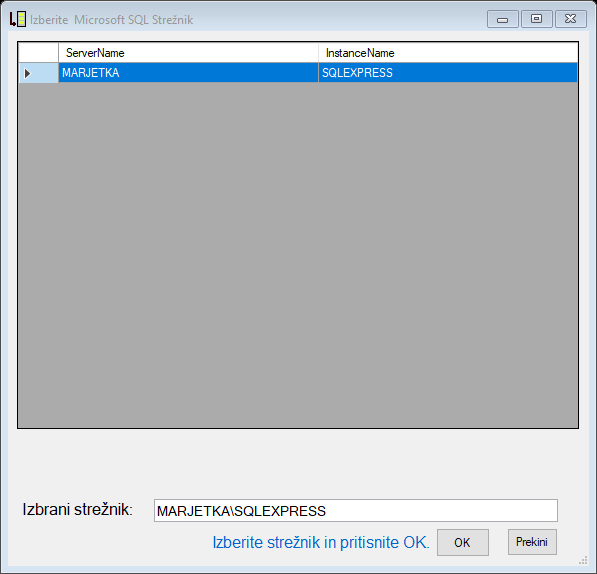 Izberite  Microsoft SQL Strežnik
ServerName InstanceName
MARJETKA SQLEXPRESS
Izbrani strežnik: MARJETKA\SQLEXPRESS
Izberite strežnik in pritisnite OK. OK Prekini